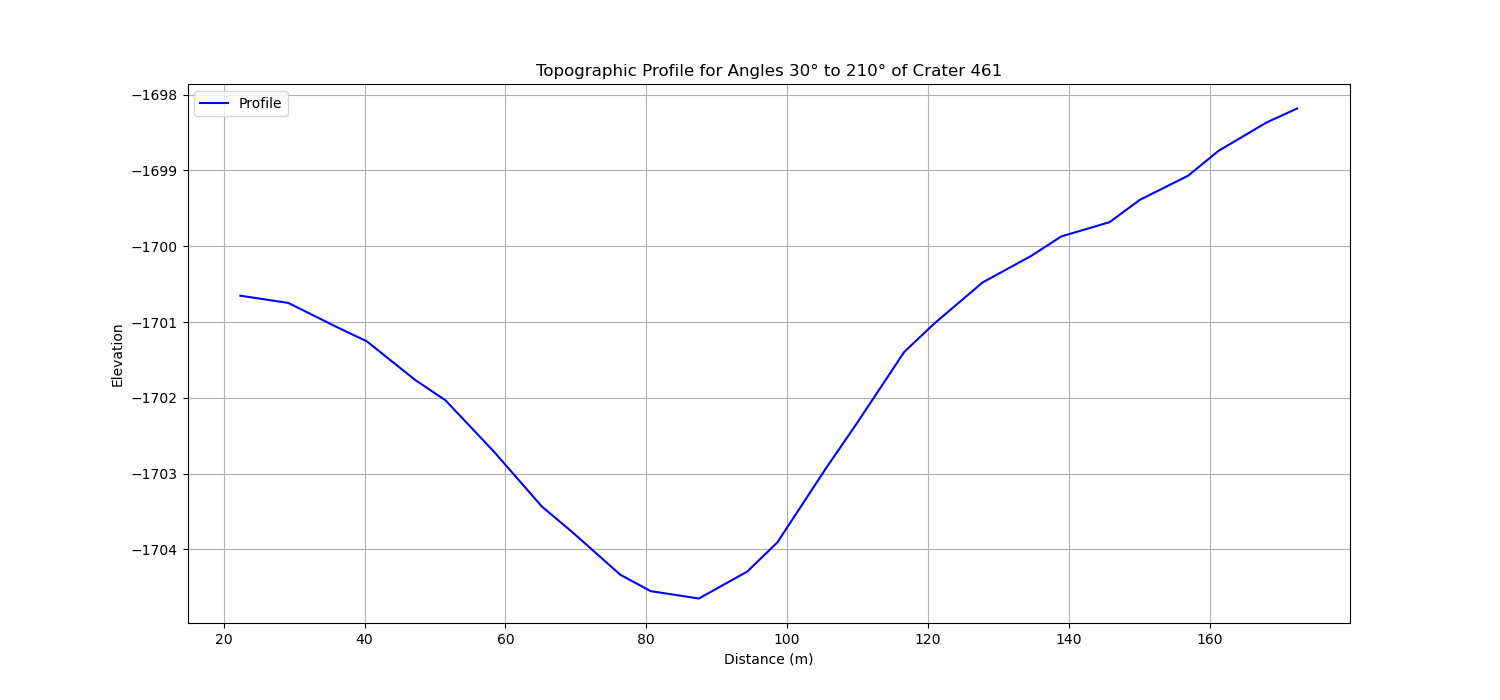 Topographic Profile for Angles 30° to 210° of Crater 461
Profile
−1698
−1699
−1700
−1701
−1702
−1703
−1704
Elevation
20 40 60 80 100 120 140 160
Distance (m)